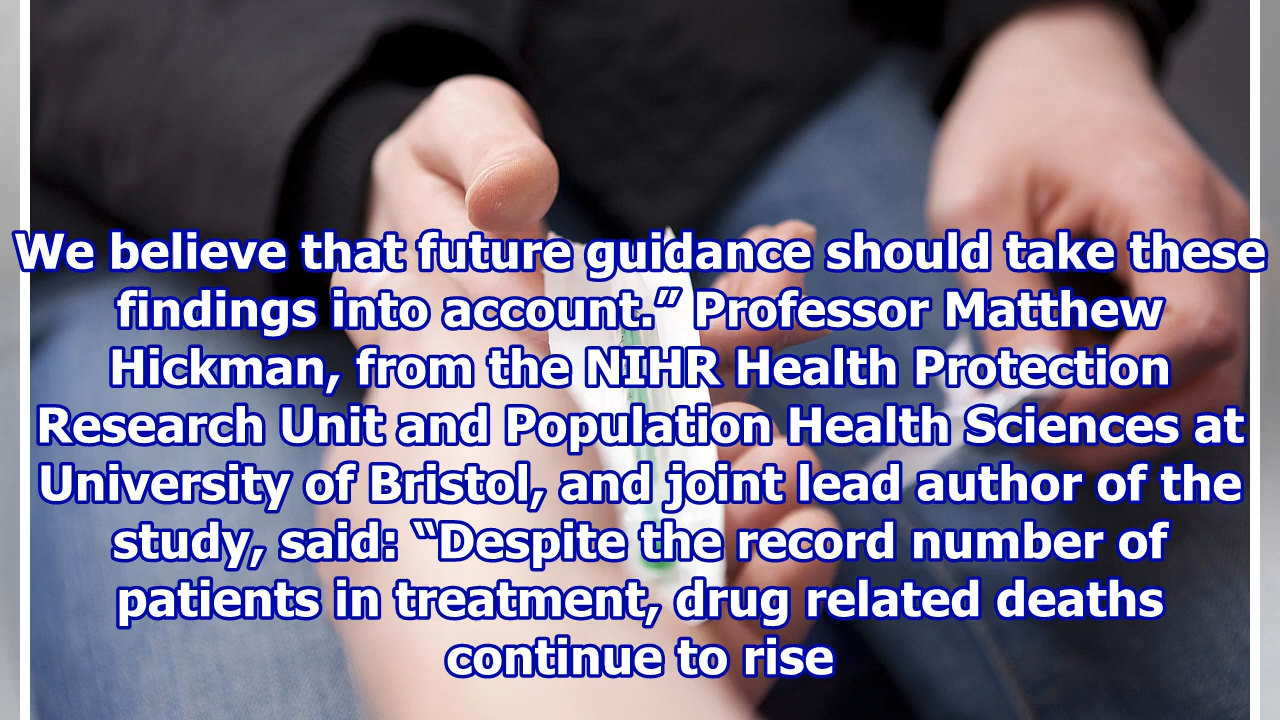 We believe that future guidance should take these
findings into account.” Professor Matthew
Hickman, from the NIHR Health Protection
Research Unit and Population Health Sciences at
University of Bristol, and joint lead author of the
study, said: “Despite the record number of
patients in treatment, drug related deaths
continue to rise